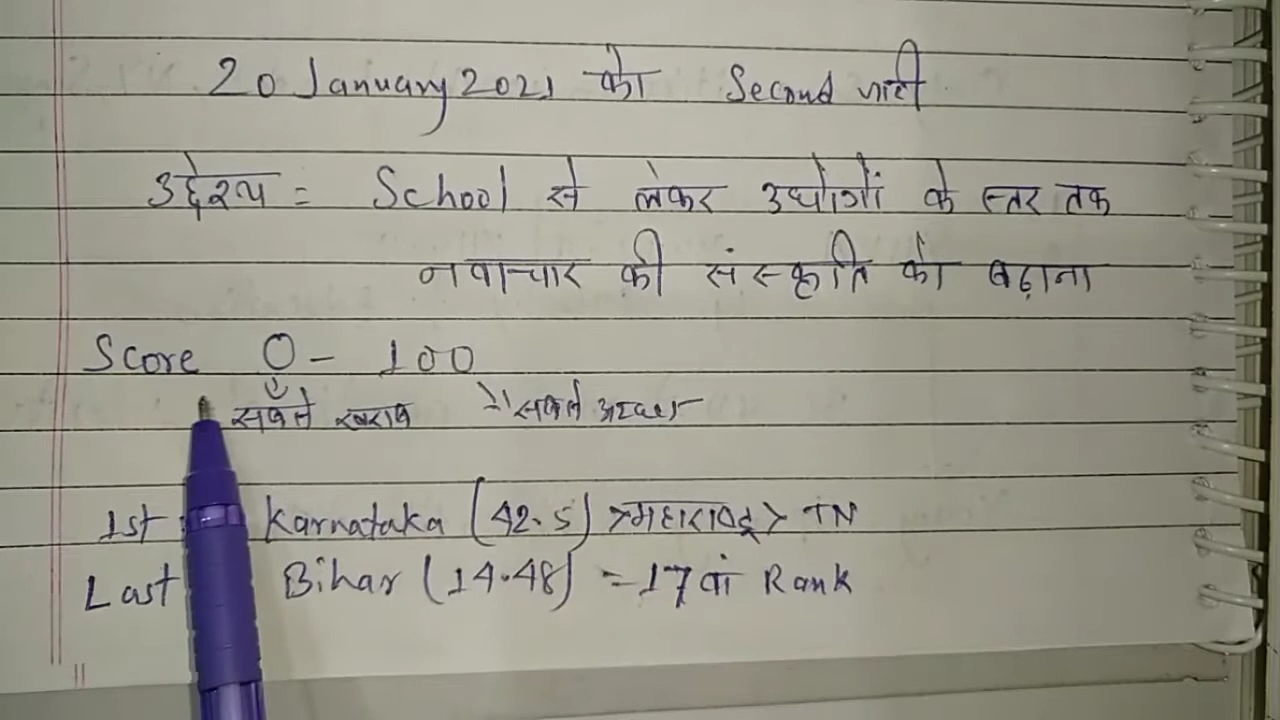 20 January 2021 को Second जारी
उद्देश्य = School से लेकर उधोगों के स्तर तक
नवाचार की संस्कृति को बढ़ाना
Score 0 - 100
सबसे खराब सबसे अच्छा
1st : Karnataka (42.5) > महाराष्ट्र > TN
Last Bihar (14.48) = 17 वां Rank